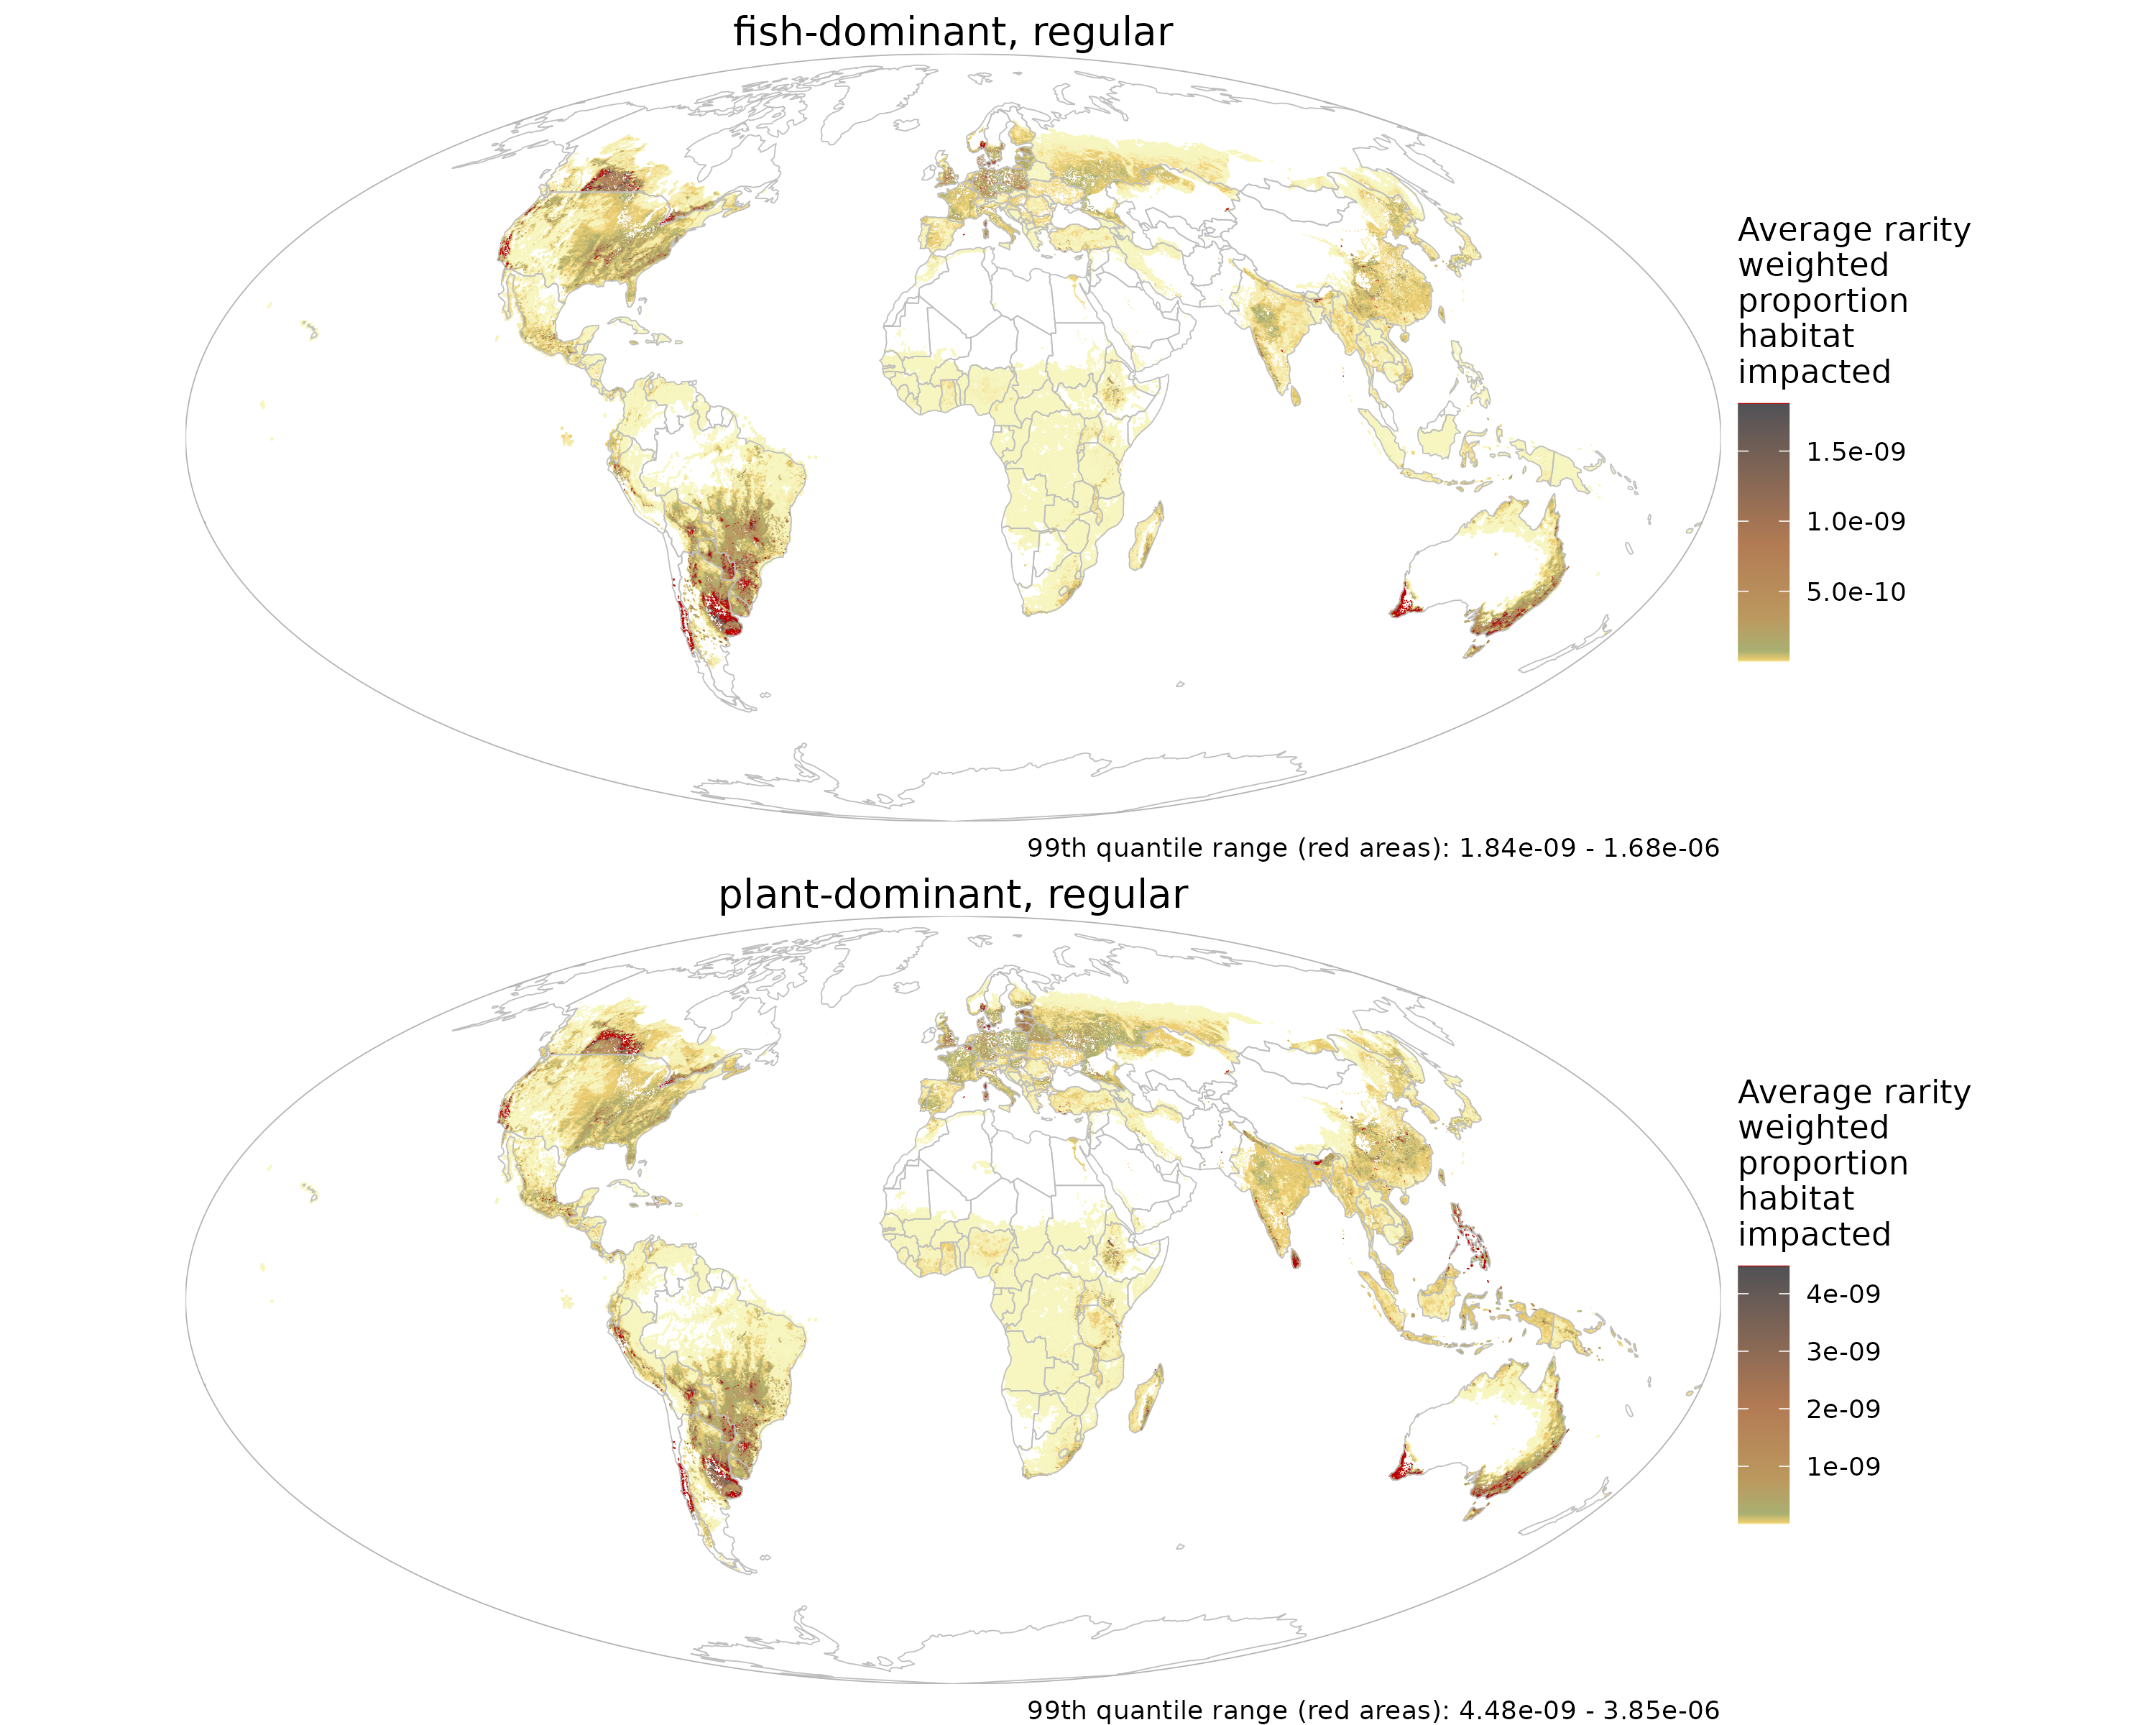 fish-dominant, regular
Average rarity
weighted
proportion
habitat
impacted
1.5e-09
1.0e-09
5.0e-10
99th quantile range (red areas): 1.84e-09 - 1.68e-06
plant-dominant, regular
Average rarity
weighted
proportion
habitat
impacted
4e-09
3e-09
2e-09
1e-09
99th quantile range (red areas): 4.48e-09 - 3.85e-06